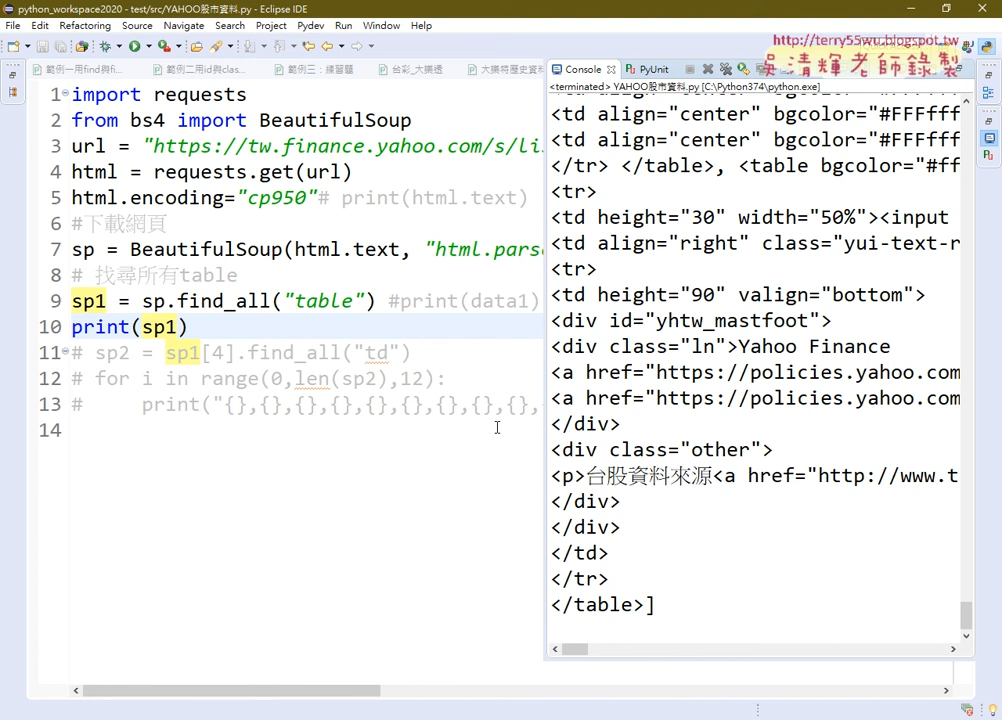 python_workspace2020 - test/src/YAHOO股市資料.py - Eclipse IDE
File Edit Refactoring Source Navigate Search Project Pydev Run Window Help
http://terry55wu.blogspot.tw
吳清輝老師錄製
範例一用find與fi... 範例二用id與clas... 範例三：練習題 台彩_大樂透 大樂將歷史資料
Console PyUnit
<terminated> YAHOO股市資料.py [C:\Python374\python.exe]
1 import requests
2 from bs4 import BeautifulSoup
3 url = "https://tw.finance.yahoo.com/s/li
4 html = requests.get(url)
5 html.encoding="cp950"# print(html.text)
6 #下載網頁
7 sp = BeautifulSoup(html.text, "html.pars
8 # 找尋所有table
9 sp1 = sp.find_all("table") #print(data1)
10 print(sp1)
11 # sp2 = sp1[4].find_all("td")
12 # for i in range(0,len(sp2),12):
13 #     print("{},{},{},{},{},{},{},{},{},
14
<td align="center" bgcolor="#FFFfff
<td align="center" bgcolor="#FFFfff
</tr> </table>, <table bgcolor="#ff
<tr>
<td height="30" width="50%"><input
<td align="right" class="yui-text-r
<tr>
<td height="90" valign="bottom">
<div id="yhtw_mastfoot">
<div class="ln">Yahoo Finance
<a href="https://policies.yahoo.com
<a href="https://policies.yahoo.com
</div>
<div class="other">
<p>台股資料來源<a href="http://www.t
</div>
</div>
</td>
</tr>
</table>]